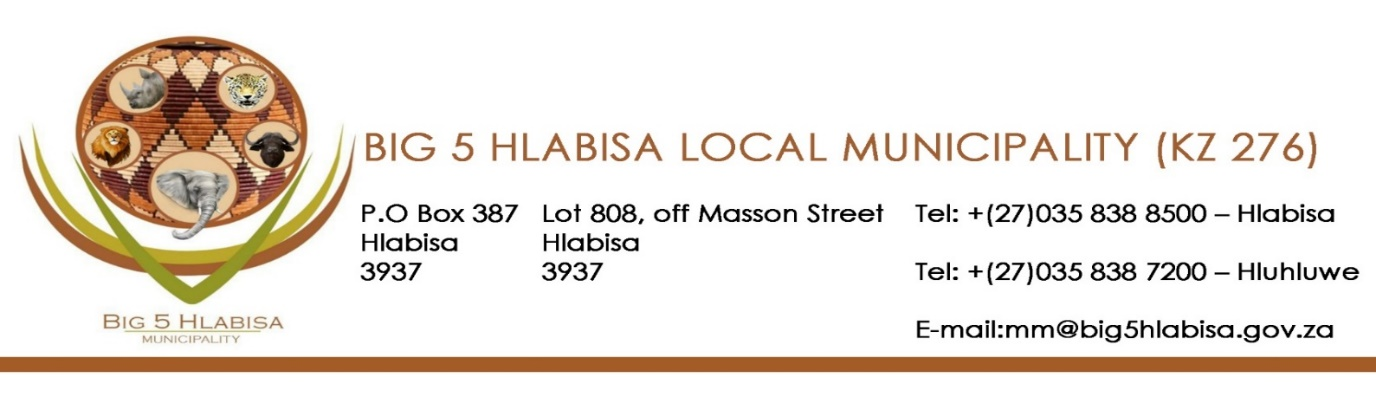 BIG 5 HLABISA LOCAL MUNICIPALITY (KZ 276)
P.O Box 387
Hlabisa
3937
Lot 808, off Masson Street
Hlabisa
3937
Tel: +(27)035 838 8500 – Hlabisa
Tel: +(27)035 838 7200 – Hluhluwe
E-mail:mm@big5hlabisa.gov.za
BIG 5 HLABISA
MUNICIPALITY